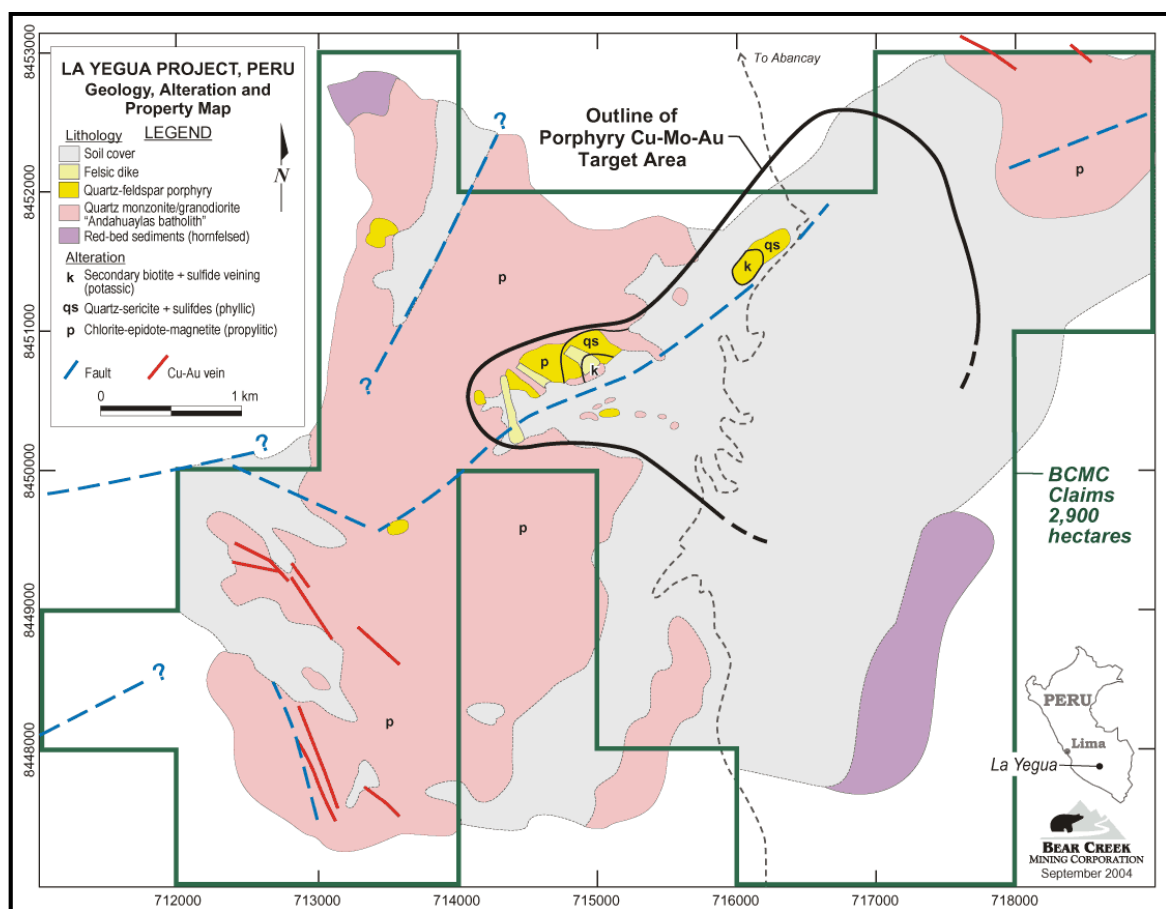 LA YEGUA PROJECT, PERU
Geology, Alteration and
Property Map
Lithology LEGEND
Soil cover
Felsic dike
Quartz-feldspar porphyry
Quartz monzonite/granodiorite
"Andahuaylas batholith"
Red-bed sediments (hornfelsed)
N
Alteration
k Secondary biotite + sulfide veining
(potassic)
qs Quartz-sericite + sulifdes (phyllic)
p Chlorite-epidote-magnetite (propylitic)
Fault
Cu-Au vein
0 1 km
To Abancay
Outline of
Porphyry Cu-Mo-Au
Target Area
?
p
qs
k
p
qs
p
k
?
?
p
?
p
BCMC
Claims
2,900
hectares
PERU
Lima
La Yegua
BEAR CREEK
MINING CORPORATION
September 2004
8453000
8452000
8451000
8450000
8449000
8448000
712000 713000 714000 715000 716000 717000 718000